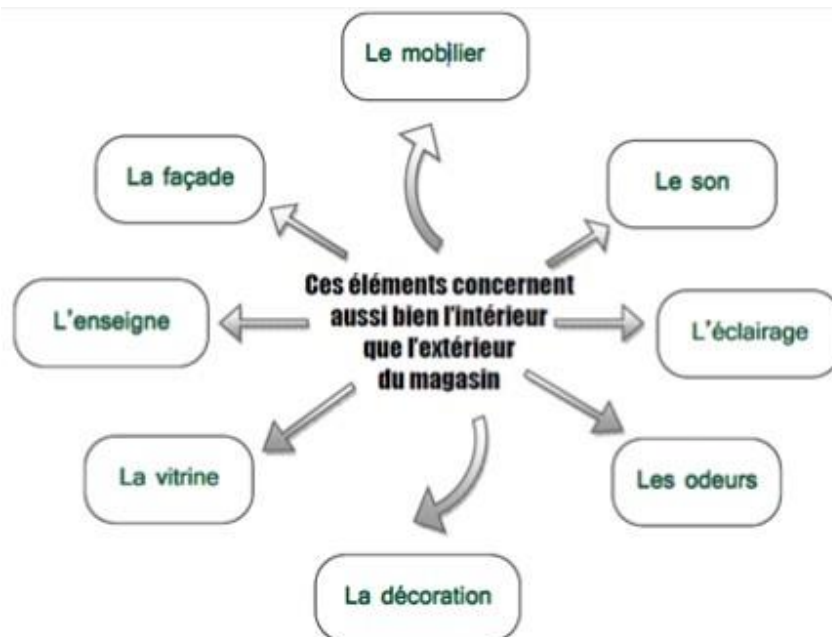 Le mobilier
La façade
Le son
Ces éléments concernent
aussi bien l'intérieur
que l'extérieur
du magasin
L'enseigne
L'éclairage
La vitrine
Les odeurs
La décoration